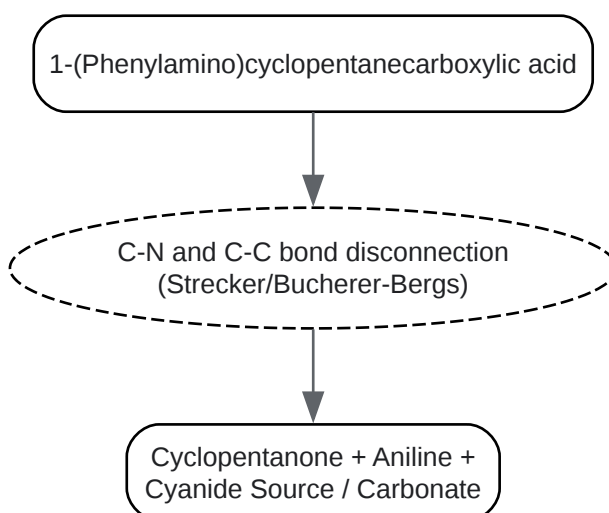 1-(Phenylamino)cyclopentanecarboxylic acid
C-N and C-C bond disconnection
(Strecker/Bucherer-Bergs)
Cyclopentanone + Aniline +
Cyanide Source / Carbonate